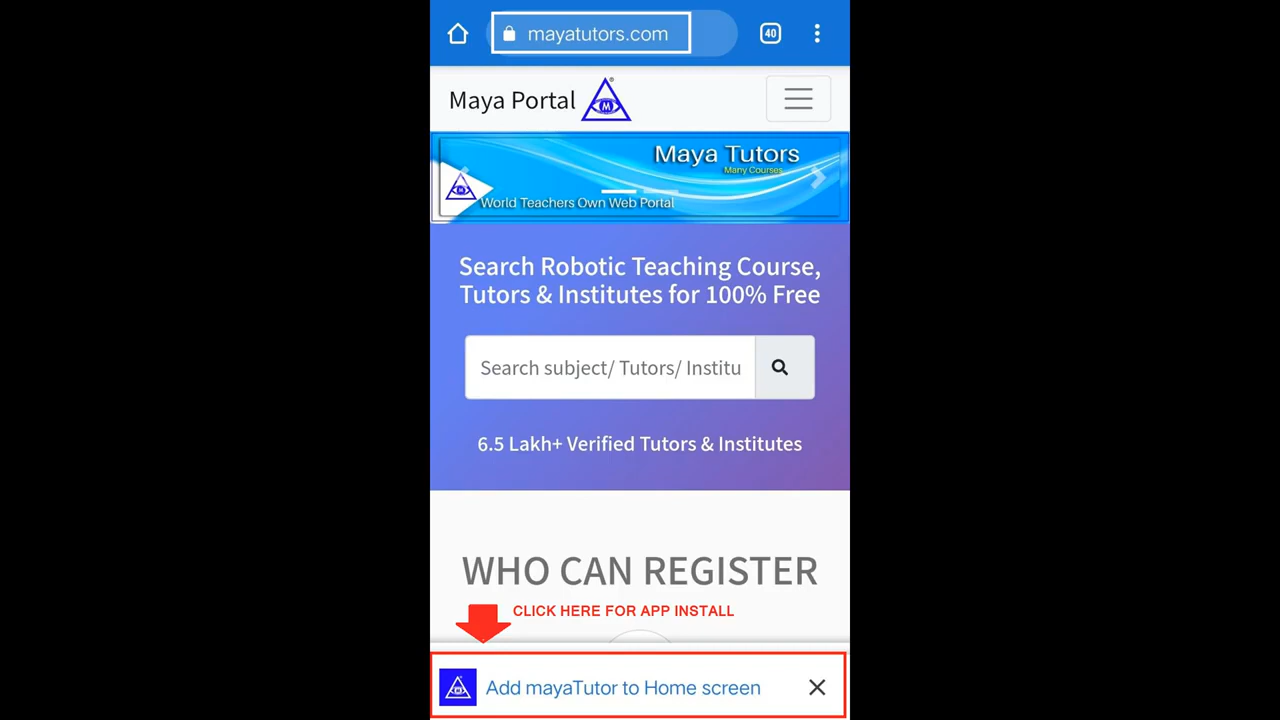 mayatutors.com
40
Maya Portal
M
Maya Tutors
Many Courses
M
World Teachers Own Web Portal
Search Robotic Teaching Course,
Tutors & Institutes for 100% Free
Search subject/ Tutors/ Institu
6.5 Lakh+ Verified Tutors & Institutes
WHO CAN REGISTER
CLICK HERE FOR APP INSTALL
M
Add mayaTutor to Home screen